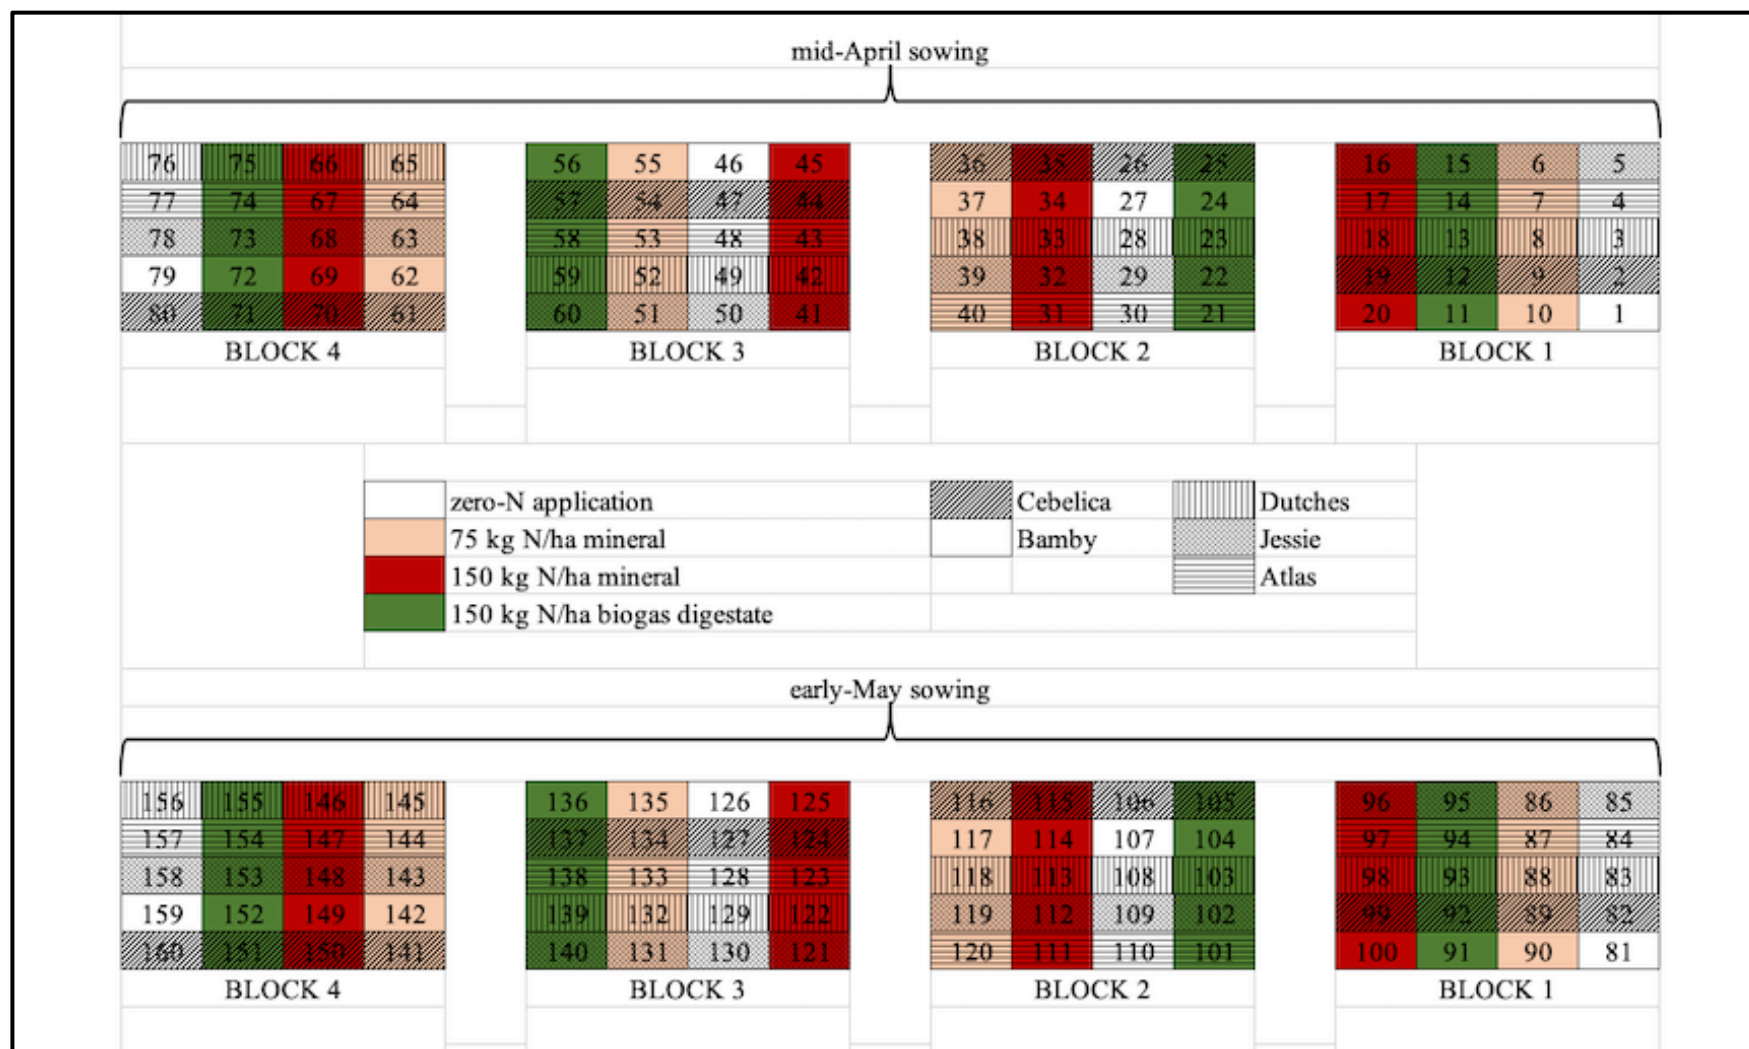 mid-April sowing
76 75 66 65 56 55 46 45 36 35 26 25 16 15 6 5
77 74 67 64 57 54 47 44 37 34 27 24 17 14 7 4
78 73 68 63 58 53 48 43 38 33 28 23 18 13 8 3
79 72 69 62 59 52 49 42 39 32 29 22 19 12 9 2
80 71 70 61 60 51 50 41 40 31 30 21 20 11 10 1
BLOCK 4 BLOCK 3 BLOCK 2 BLOCK 1
zero-N application Cebelica Dutches
75 kg N/ha mineral Bamby Jessie
150 kg N/ha mineral Atlas
150 kg N/ha biogas digestate
early-May sowing
156 155 146 145 136 135 126 125 116 115 106 105 96 95 86 85
157 154 147 144 137 134 127 124 117 114 107 104 97 94 87 84
158 153 148 143 138 133 128 123 118 113 108 103 98 93 88 83
159 152 149 142 139 132 129 122 119 112 109 102 99 92 89 82
160 151 150 141 140 131 130 121 120 111 110 101 100 91 90 81
BLOCK 4 BLOCK 3 BLOCK 2 BLOCK 1